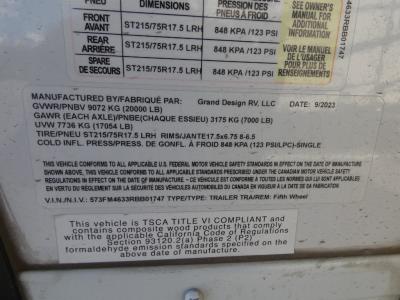 PRESSION DES
PNEUS À FROID
SEE OWNER'S
MANUAL FOR
ADDITIONAL
INFORMATION
VOIR LE MANUEL
DE L'USAGER
POUR PLUS DE
RENSEIGNEMENTS
FRONT
AVANT
ST215/75R17.5 LRH
848 KPA/123 PSI
REAR
ARRIÈRE
ST215/75R17.5 LRH
848 KPA/123 PSI
SPARE
DE SECOURS
ST215/75R17.5 LRH
848 KPA/123 PSI
4633RBB01747
MANUFACTURED BY/FABRIQUÉ PAR: Grand Design RV, LLC DATE: 9/2023
GVWR/PNBV 9072 KG (20000 LB)
GAWR (EACH AXLE)/PNBE(CHAQUE ESSIEU) 3175 KG (7000 LB)
UVW 7736 KG (17054 LB)
TIRE/PNEU ST215/75R17.5 LRH RIMS/JANTE17.5x6.75 8-6.5
COLD INFL. PRESS./PRESS. DE GONFL. À FROID 848 KPA (123 PSI/LPC)-SINGLE
THIS VEHICLE CONFORMS TO ALL APPLICABLE U.S. FEDERAL MOTOR VEHICLE SAFETY STANDARDS IN EFFECT ON THE DATE OF
MANUFACTURE SHOWN ABOVE. THIS VEHICLE CONFORMS TO ALL APPLICABLE STANDARDS PRESCRIBED UNDER THE CANADIAN MOTOR VEHICLE SAFETY
REGULATIONS IN EFFECT ON THE DATE OF MANUFACTURE
V.I.N./N.I.V.: 573FM4633RBB01747 TYPE/TYPE: TRAILER TRA/REM: Fifth Wheel
This vehicle is TSCA TITLE VI COMPLIANT and
contains composite wood products that comply
with the applicable California Code of Regulations
Section 93120.2(a) Phase 2 (P2)
formaldehyde emission standards specified on the
above date of manufacture.